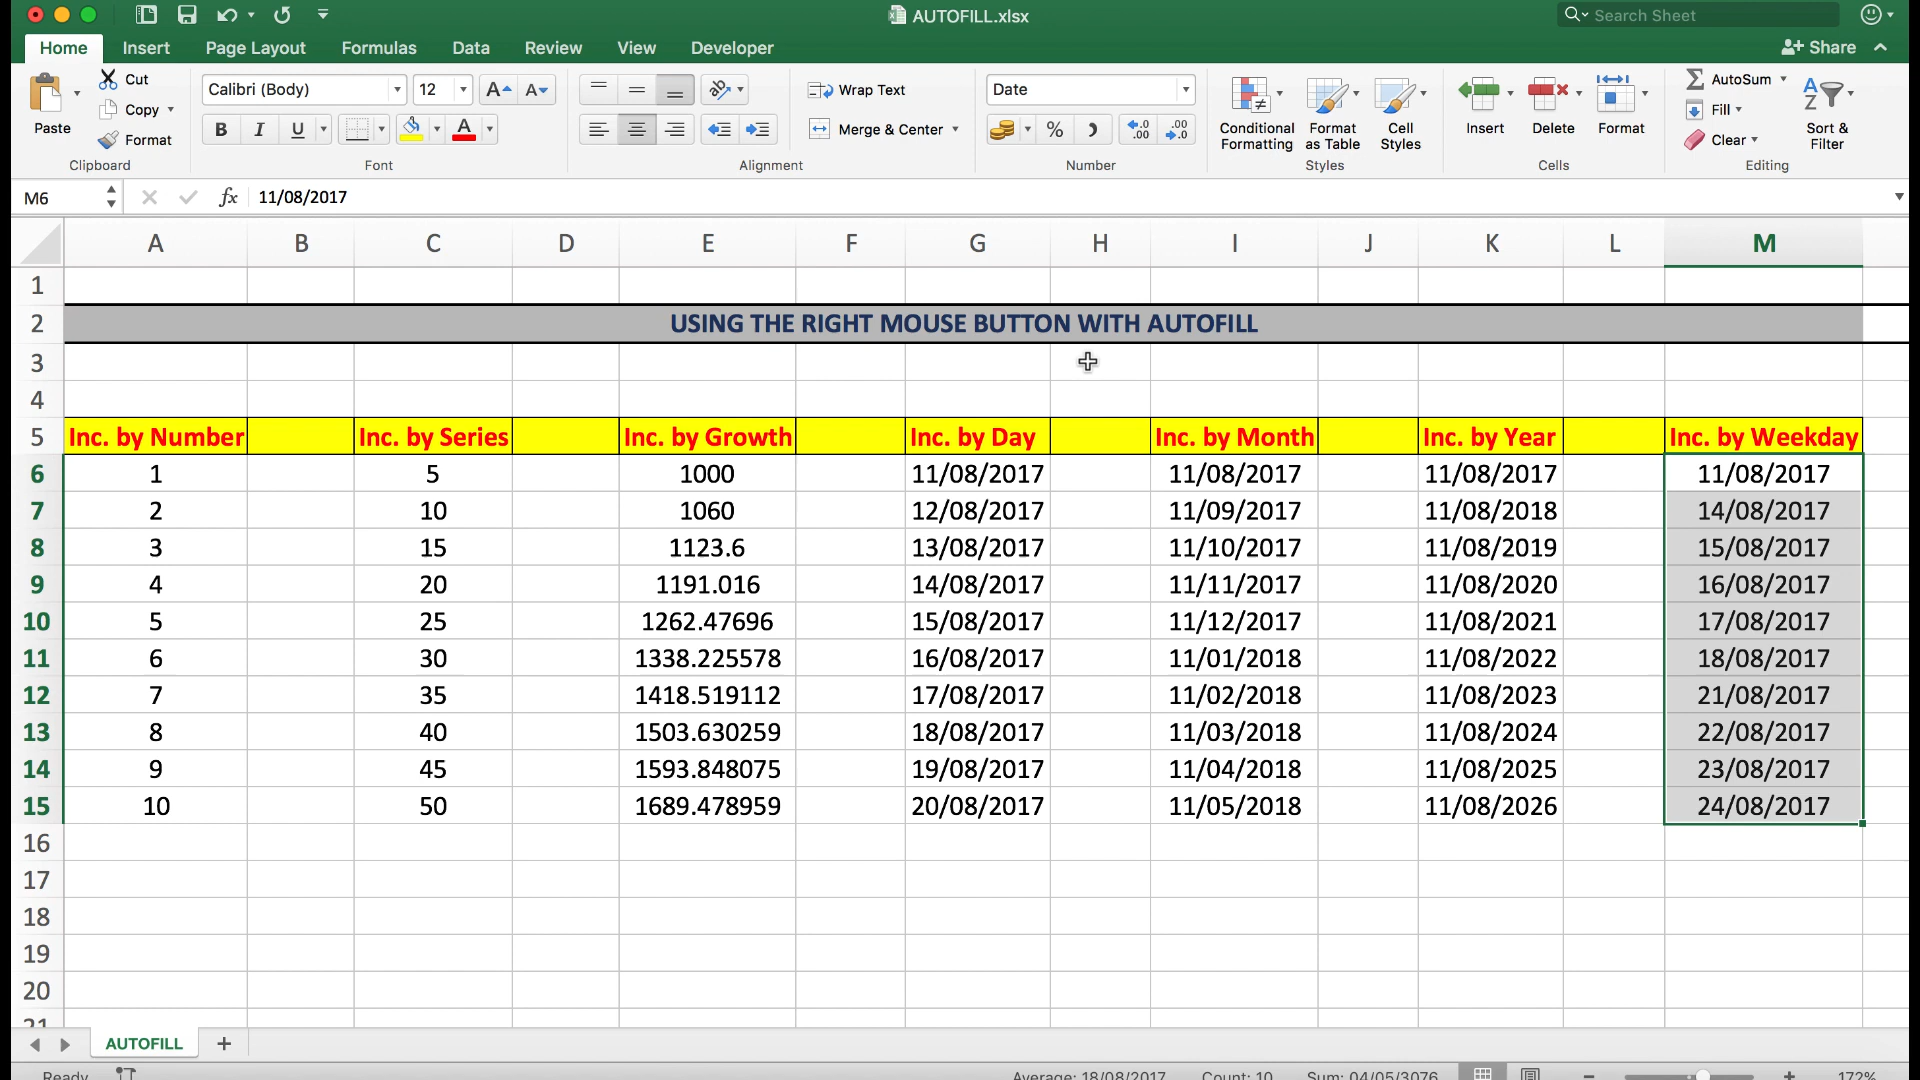 AUTOFILL.xlsx
Search Sheet
Home Insert Page Layout Formulas Data Review View Developer
Share
Paste
Cut
Copy
Format
Clipboard
Calibri (Body) 12 A A
B I U A
Font
Wrap Text
Merge & Center
Alignment
Date
% .00 .0 .00
Number
Conditional Formatting
Format as Table
Cell Styles
Styles
Insert
Delete
Format
Cells
AutoSum
Fill
Clear
Sort & Filter
Editing
M6 fx 11/08/2017
A B C D E F G H I J K L M
1
2 USING THE RIGHT MOUSE BUTTON WITH AUTOFILL
3
4
5 Inc. by Number Inc. by Series Inc. by Growth Inc. by Day Inc. by Month Inc. by Year Inc. by Weekday
6 1 5 1000 11/08/2017 11/08/2017 11/08/2017 11/08/2017
7 2 10 1060 12/08/2017 11/09/2017 11/08/2018 14/08/2017
8 3 15 1123.6 13/08/2017 11/10/2017 11/08/2019 15/08/2017
9 4 20 1191.016 14/08/2017 11/11/2017 11/08/2020 16/08/2017
10 5 25 1262.47696 15/08/2017 11/12/2017 11/08/2021 17/08/2017
11 6 30 1338.225578 16/08/2017 11/01/2018 11/08/2022 18/08/2017
12 7 35 1418.519112 17/08/2017 11/02/2018 11/08/2023 21/08/2017
13 8 40 1503.630259 18/08/2017 11/03/2018 11/08/2024 22/08/2017
14 9 45 1593.848075 19/08/2017 11/04/2018 11/08/2025 23/08/2017
15 10 50 1689.478959 20/08/2017 11/05/2018 11/08/2026 24/08/2017
16
17
18
19
20
21
AUTOFILL +
Ready Average: 18/08/2017 Count: 10 Sum: 04/05/3076 172%